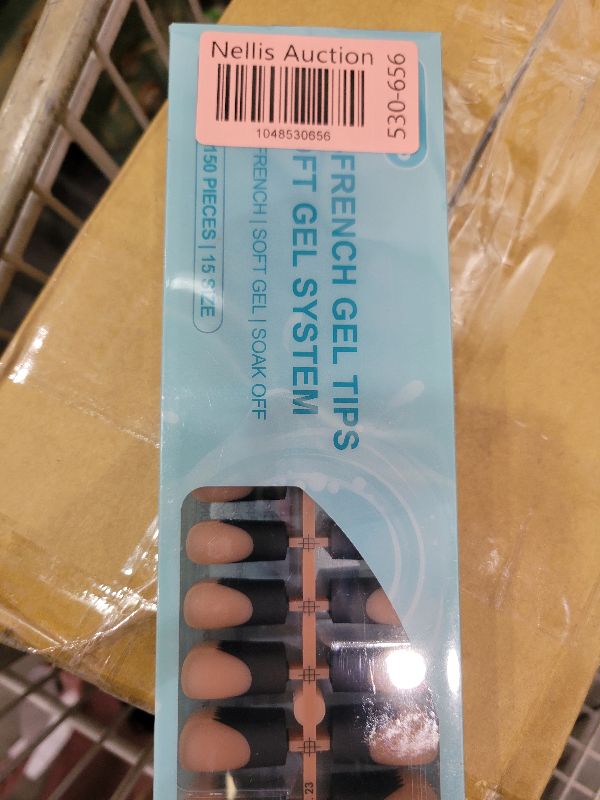 Nellis Auction
1048530656
530-656
FRENCH GEL TIPS
GEL SYSTEM
FRENCH | SOFT GEL | SOAK OFF
150 PIECES | 15 SIZE
23